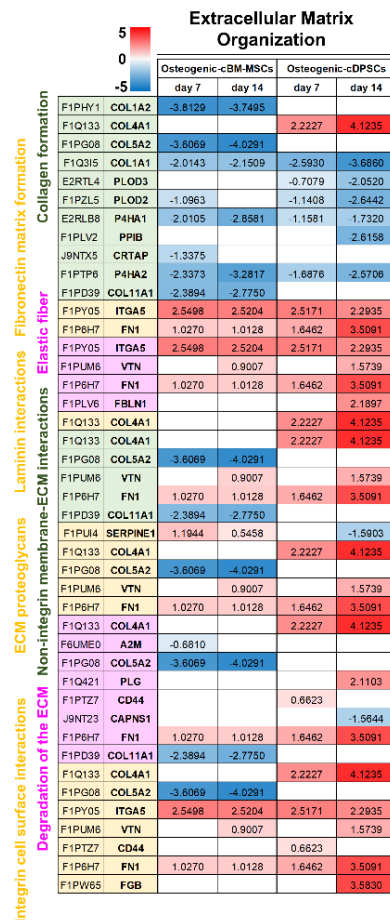 Extracellular Matrix
Organization
5
0
-5
Osteogenic-cBM-MSCs Osteogenic-cDPSCs
day 7 day 14 day 7 day 14
Collagen formation
F1PHY1 COL1A2 -3.8129 -3.7495
F1Q133 COL4A1 2.2227 4.1235
F1PG08 COL5A2 -3.6069 -4.0291
F1Q3I5 COL1A1 -2.0143 -2.1509 -2.5930 -3.6860
E2RTL4 PLOD3 -0.7079 -2.0520
F1PZL5 PLOD2 -1.0963 -1.1408 -2.6442
E2RLB8 P4HA1 -2.0105 -2.8581 -1.1581 -1.7320
F1PLV2 PPIB -2.6158
J9NTX5 CRTAP -1.3375
F1PTP6 P4HA2 -2.3373 -3.2817 -1.6876 -2.5706
F1PD39 COL11A1 -2.3894 -2.7750
Fibronectin matrix formation
F1PY05 ITGA5 2.5498 2.5204 2.5171 2.2935
F1P6H7 FN1 1.0270 1.0128 1.6462 3.5091
Elastic fiber
F1PY05 ITGA5 2.5498 2.5204 2.5171 2.2935
F1PUM6 VTN 0.9007 1.5739
F1P6H7 FN1 1.0270 1.0128 1.6462 3.5091
F1PLV6 FBLN1 2.1897
Laminin interactions
F1Q133 COL4A1 2.2227 4.1235
Non-integrin membrane-ECM interactions
F1Q133 COL4A1 2.2227 4.1235
F1PG08 COL5A2 -3.6069 -4.0291
F1PUM6 VTN 0.9007 1.5739
F1P6H7 FN1 1.0270 1.0128 1.6462 3.5091
F1PD39 COL11A1 -2.3894 -2.7750
ECM proteoglycans
F1PUI4 SERPINE1 1.1944 0.5458 -1.5903
F1Q133 COL4A1 2.2227 4.1235
F1PG08 COL5A2 -3.6069 -4.0291
F1PUM6 VTN 0.9007 1.5739
F1P6H7 FN1 1.0270 1.0128 1.6462 3.5091
Degradation of the ECM
F1Q133 COL4A1 2.2227 4.1235
F6UME0 A2M -0.6810
F1PG08 COL5A2 -3.6069 -4.0291
F1Q421 PLG 2.1103
F1PTZ7 CD44 0.6623
J9NT23 CAPNS1 -1.5644
F1P6H7 FN1 1.0270 1.0128 1.6462 3.5091
F1PD39 COL11A1 -2.3894 -2.7750
ntegrin cell surface interactions
F1Q133 COL4A1 2.2227 4.1235
F1PG08 COL5A2 -3.6069 -4.0291
F1PY05 ITGA5 2.5498 2.5204 2.5171 2.2935
F1PUM6 VTN 0.9007 1.5739
F1PTZ7 CD44 0.6623
F1P6H7 FN1 1.0270 1.0128 1.6462 3.5091
F1PW65 FGB 3.5830